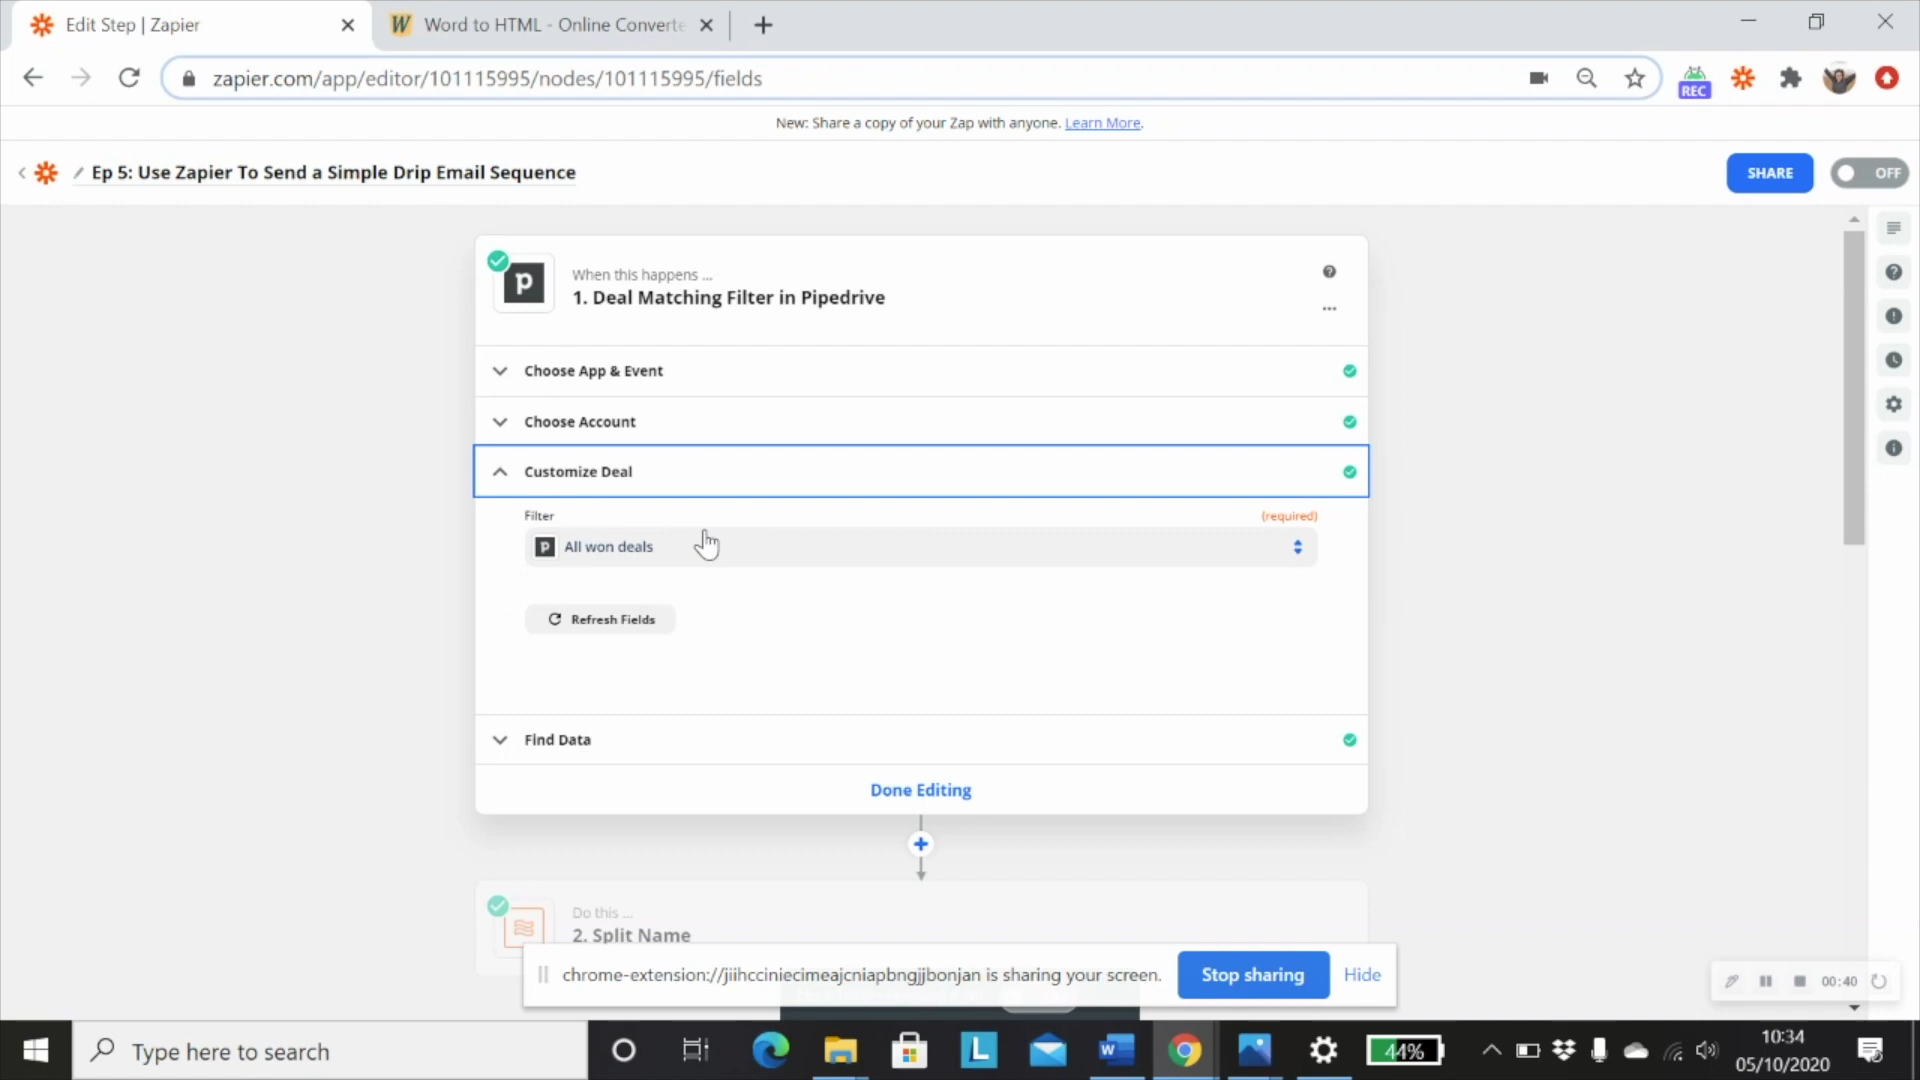 Edit Step | Zapier
Word to HTML - Online Converte
zapier.com/app/editor/101115995/nodes/101115995/fields
REC
New: Share a copy of your Zap with anyone. Learn More.
Ep 5: Use Zapier To Send a Simple Drip Email Sequence
SHARE
OFF
When this happens ...
1. Deal Matching Filter in Pipedrive
Choose App & Event
Choose Account
Customize Deal
Filter
(required)
All won deals
Refresh Fields
Find Data
Done Editing
Do this ...
2. Split Name
chrome-extension://jiihcciniecimeajcniapbngjjbonjan is sharing your screen.
Stop sharing
Hide
00:40
Type here to search
44%
10:34
05/10/2020